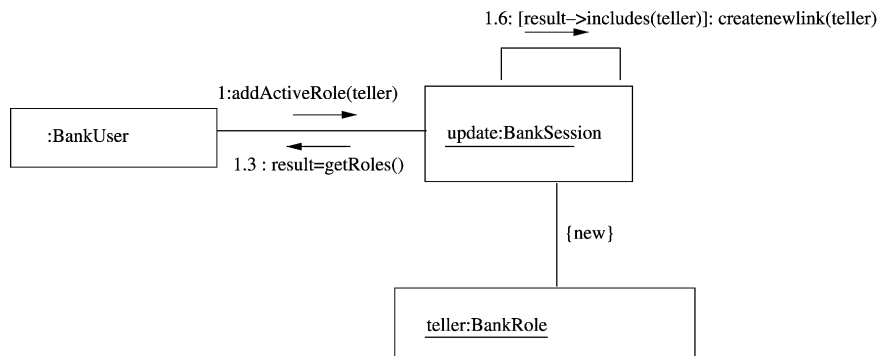 1.6: [result–>includes(teller)]: createnewlink(teller)
1:addActiveRole(teller)
:BankUser
update:BankSession
1.3 : result=getRoles()
{new}
teller:BankRole